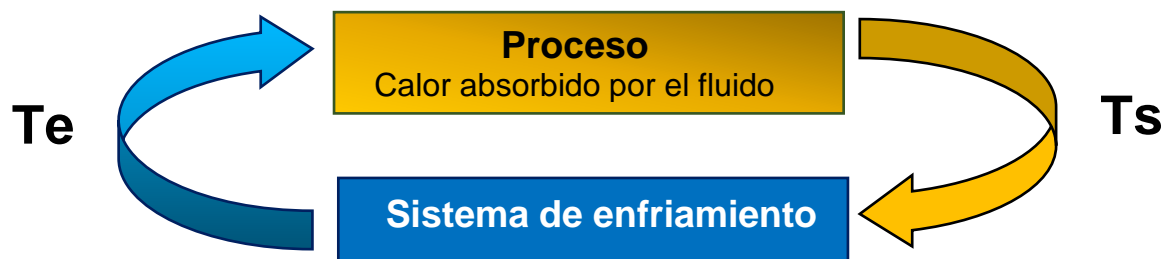 Proceso
Calor absorbido por el fluido
Te
Ts
Sistema de enfriamiento